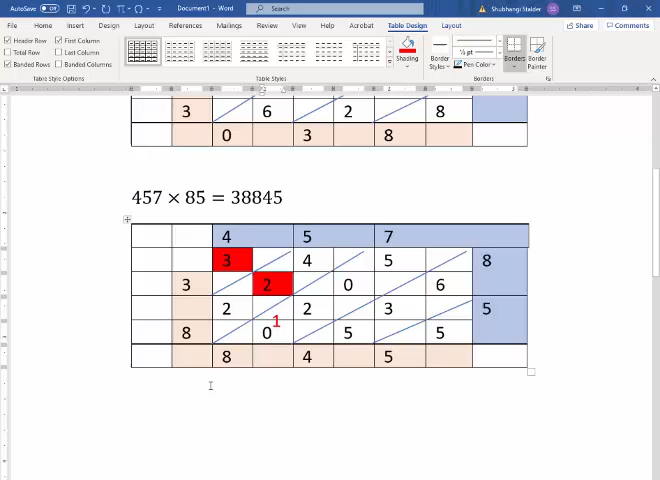 AutoSave Off Document1 - Word Search Shubhangi Stalder SS
File Home Insert Design Layout References Mailings Review View Help Acrobat Table Design Layout Share Comments
Header Row First Column
Total Row Last Column
Banded Rows Banded Columns
Shading Border Styles ½ pt Pen Color Borders Border Painter
Table Style Options Table Styles Borders
3 6 2 8
0 3 8
457 × 85 = 38845
4 5 7
3 4 5 8
3 2 0 6
2 2 3 5
1
8 0 5 5
8 4 5